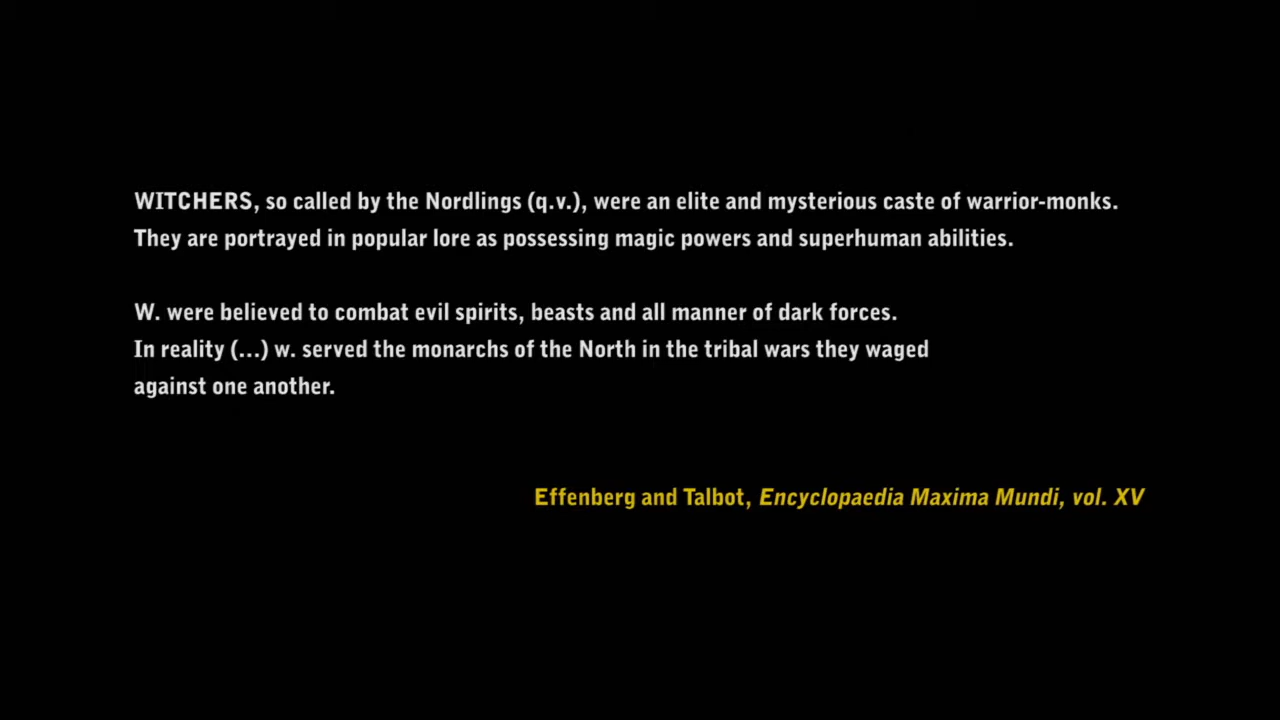 WITCHERS, so called by the Nordlings (q.v.), were an elite and mysterious caste of warrior-monks.
They are portrayed in popular lore as possessing magic powers and superhuman abilities.
W. were believed to combat evil spirits, beasts and all manner of dark forces.
In reality (...) w. served the monarchs of the North in the tribal wars they waged
against one another.
Effenberg and Talbot, Encyclopaedia Maxima Mundi, vol. XV